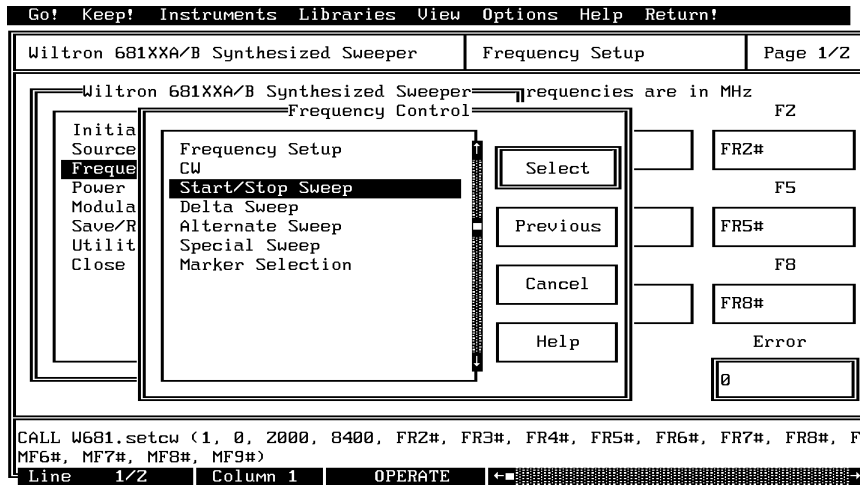 Go! Keep! Instruments Libraries View Options Help Return!
Wiltron 681XXA/B Synthesized Sweeper Frequency Setup Page 1/2
Wiltron 681XXA/B Synthesized Sweeper requencies are in MHz
Frequency Control
F2
Initia
Source
Freque
Power
Modula
Save/R
Utilit
Close
Frequency Setup
CW
Start/Stop Sweep
Delta Sweep
Alternate Sweep
Special Sweep
Marker Selection
Select
Previous
Cancel
Help
FR2#
F5
FR5#
F8
FR8#
Error
0
CALL W681.setcw (1, 0, 2000, 8400, FR2#, FR3#, FR4#, FR5#, FR6#, FR7#, FR8#, F
MF6#, MF7#, MF8#, MF9#)
Line 1/2 Column 1 OPERATE